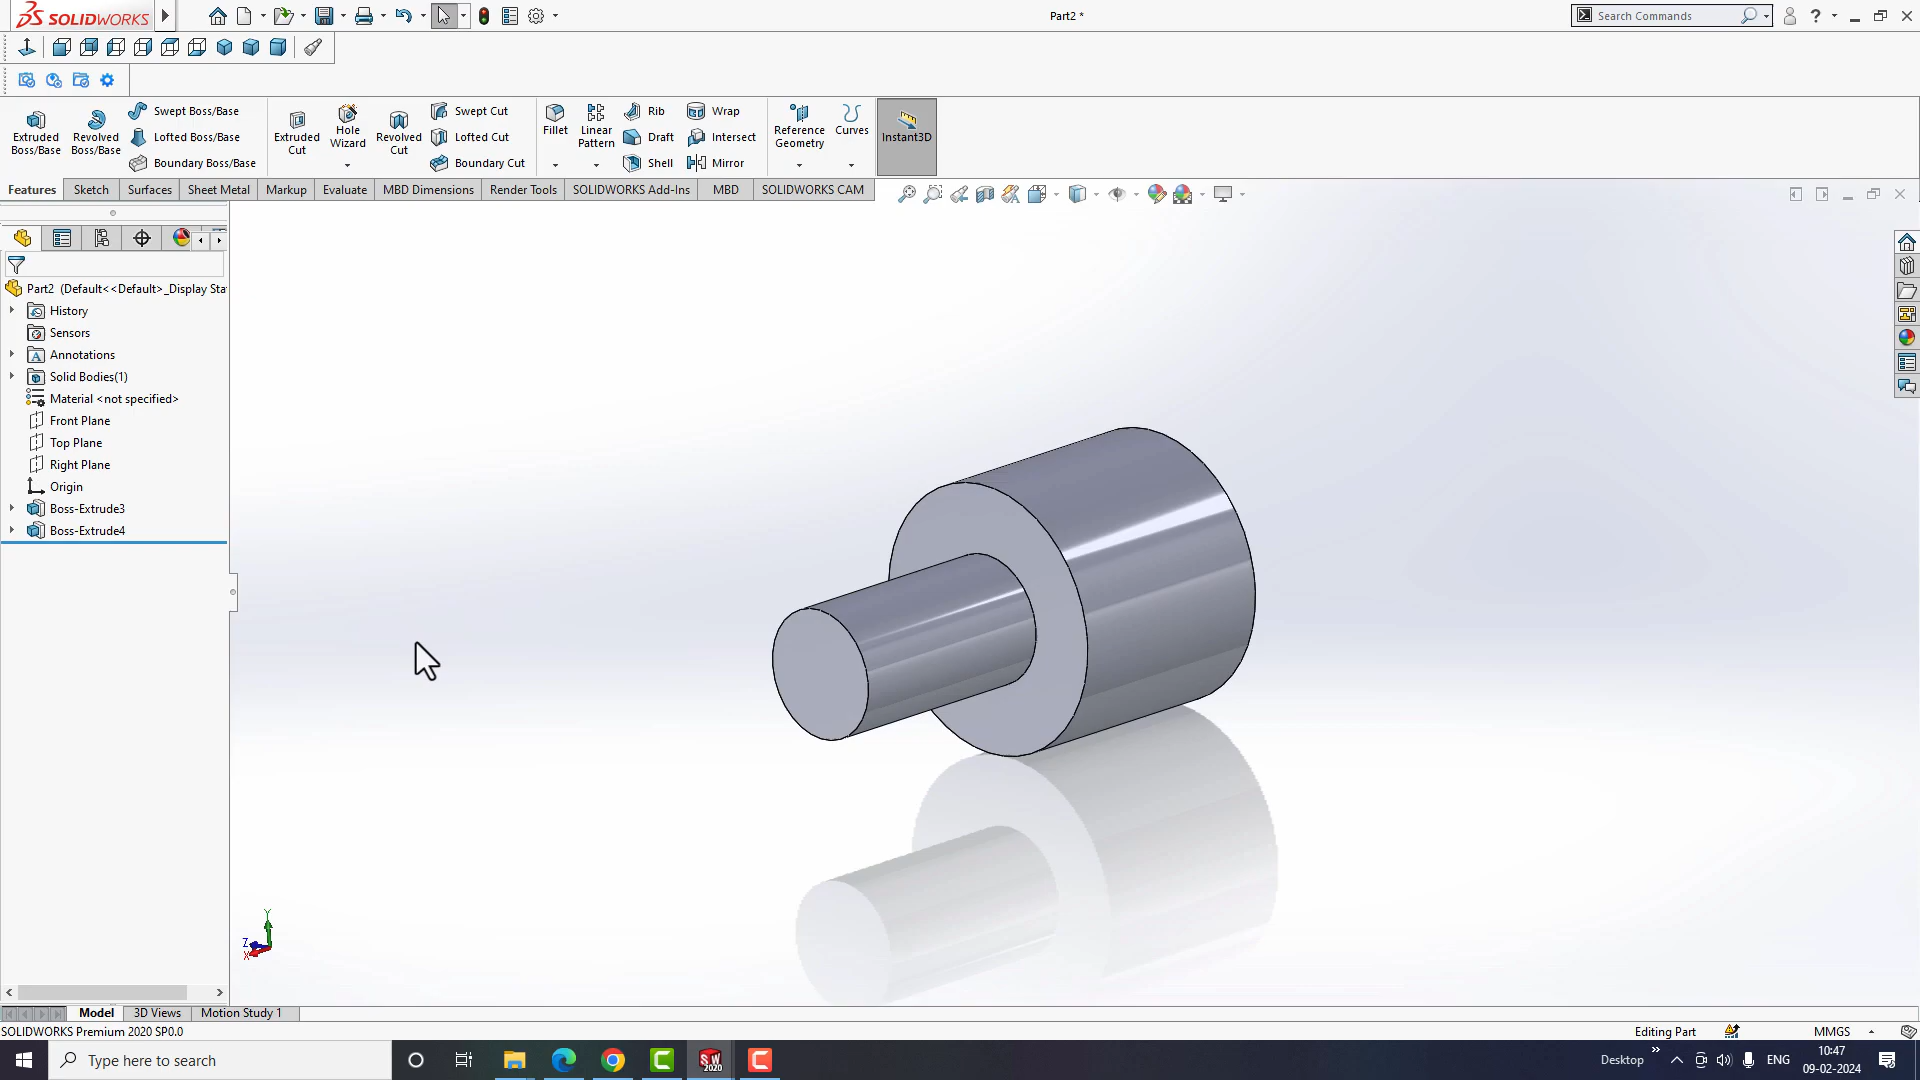 SOLIDWORKS
Part2 *
Search Commands
Extruded Boss/Base
Revolved Boss/Base
Swept Boss/Base
Lofted Boss/Base
Boundary Boss/Base
Extruded Cut
Hole Wizard
Revolved Cut
Swept Cut
Lofted Cut
Boundary Cut
Fillet
Linear Pattern
Rib
Draft
Shell
Wrap
Intersect
Mirror
Reference Geometry
Curves
Instant3D
Features
Sketch
Surfaces
Sheet Metal
Markup
Evaluate
MBD Dimensions
Render Tools
SOLIDWORKS Add-Ins
MBD
SOLIDWORKS CAM
Part2 (Default<<Default>_Display Sta
History
Sensors
Annotations
Solid Bodies(1)
Material <not specified>
Front Plane
Top Plane
Right Plane
Origin
Boss-Extrude3
Boss-Extrude4
Y
Z
X
Model
3D Views
Motion Study 1
SOLIDWORKS Premium 2020 SP0.0
Editing Part
MMGS
Type here to search
SW
2020
Desktop
ENG
10:47
09-02-2024